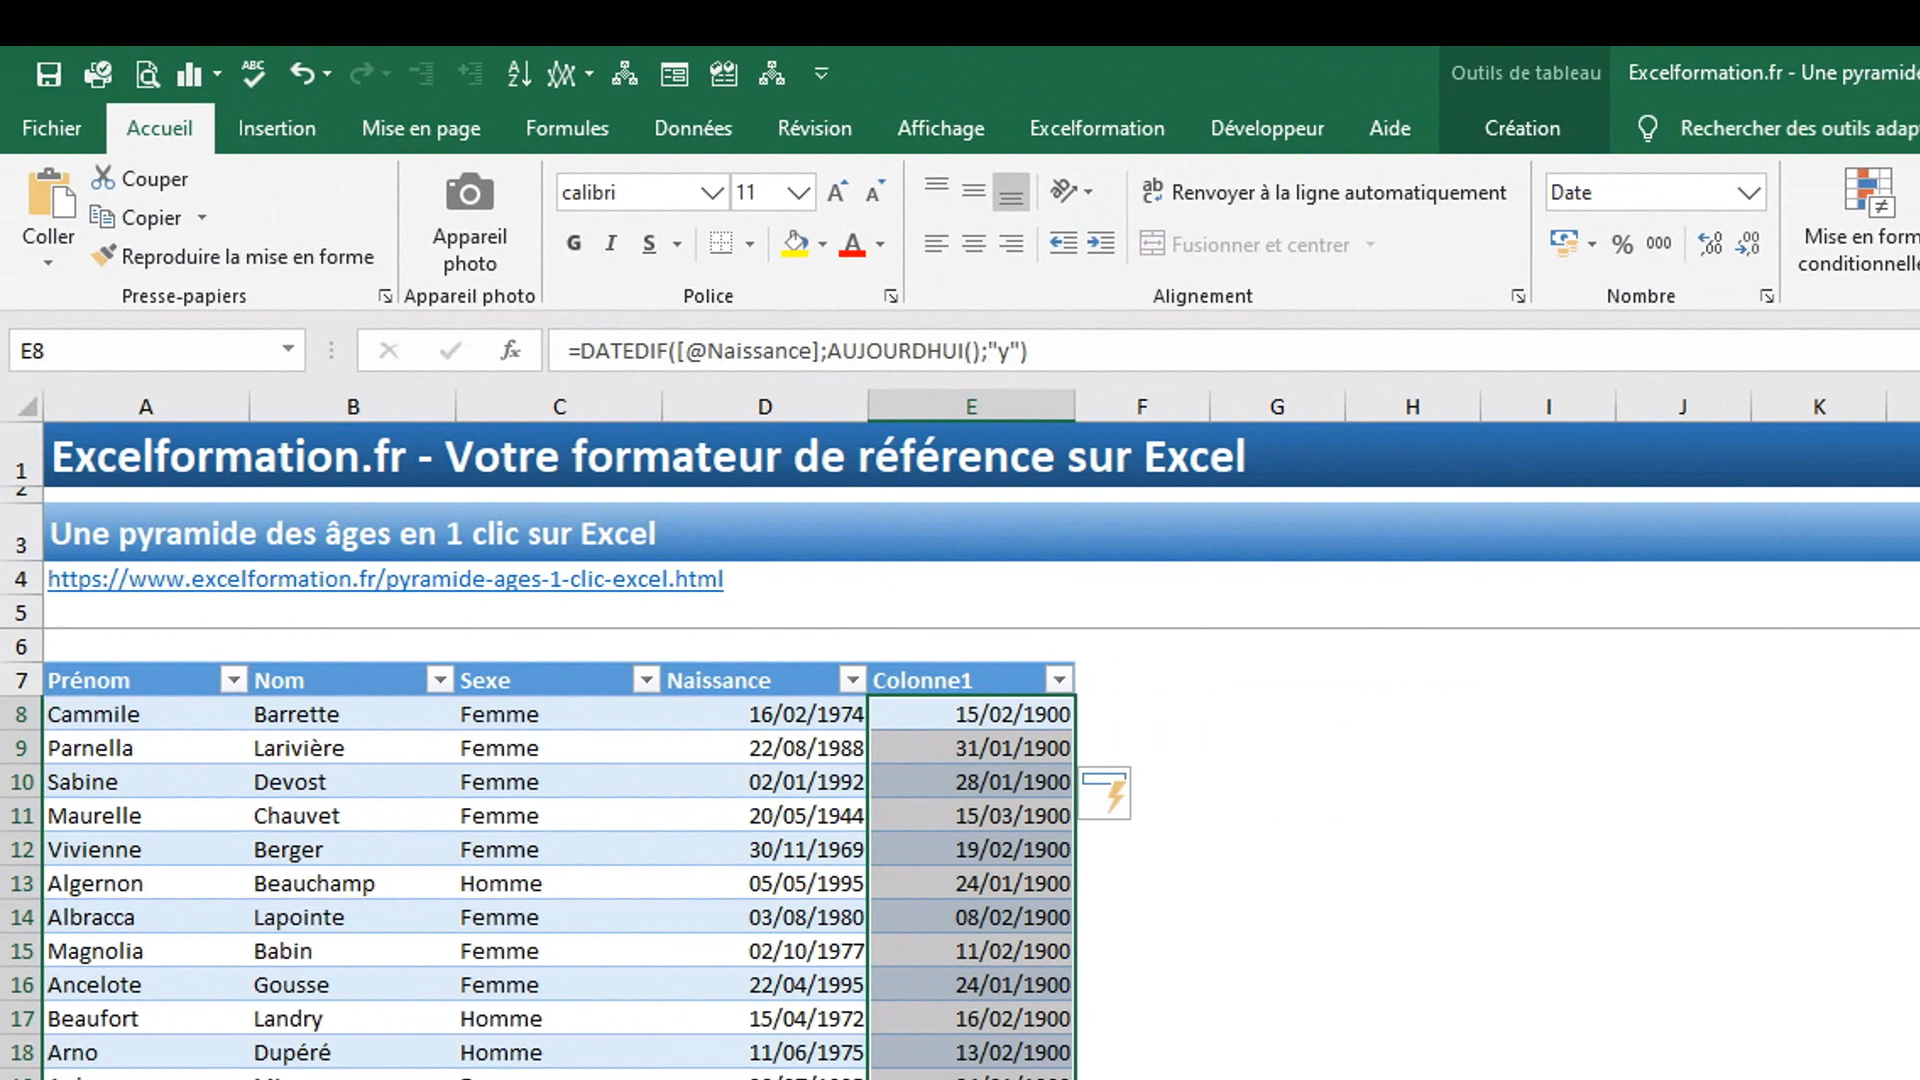 Outils de tableau
Excelformation.fr - Une pyramide
Fichier
Accueil
Insertion
Mise en page
Formules
Données
Révision
Affichage
Excelformation
Développeur
Aide
Création
Rechercher des outils adapt
Coller
Couper
Copier
Reproduire la mise en forme
Presse-papiers
Appareil
photo
Appareil photo
calibri
11
G I S
Police
Renvoyer à la ligne automatiquement
Fusionner et centrer
Alignement
Date
% 000
Nombre
Mise en form
conditionnelle
E8
fx
=DATEDIF([@Naissance];AUJOURDHUI();"y")
A B C D E F G H I J K
1 Excelformation.fr - Votre formateur de référence sur Excel
2
3 Une pyramide des âges en 1 clic sur Excel
4 https://www.excelformation.fr/pyramide-ages-1-clic-excel.html
5
6
7 Prénom Nom Sexe Naissance Colonne1
8 Cammile Barrette Femme 16/02/1974 15/02/1900
9 Parnella Larivière Femme 22/08/1988 31/01/1900
10 Sabine Devost Femme 02/01/1992 28/01/1900
11 Maurelle Chauvet Femme 20/05/1944 15/03/1900
12 Vivienne Berger Femme 30/11/1969 19/02/1900
13 Algernon Beauchamp Homme 05/05/1995 24/01/1900
14 Albracca Lapointe Femme 03/08/1980 08/02/1900
15 Magnolia Babin Femme 02/10/1977 11/02/1900
16 Ancelote Gousse Femme 22/04/1995 24/01/1900
17 Beaufort Landry Homme 15/04/1972 16/02/1900
18 Arno Dupéré Homme 11/06/1975 13/02/1900